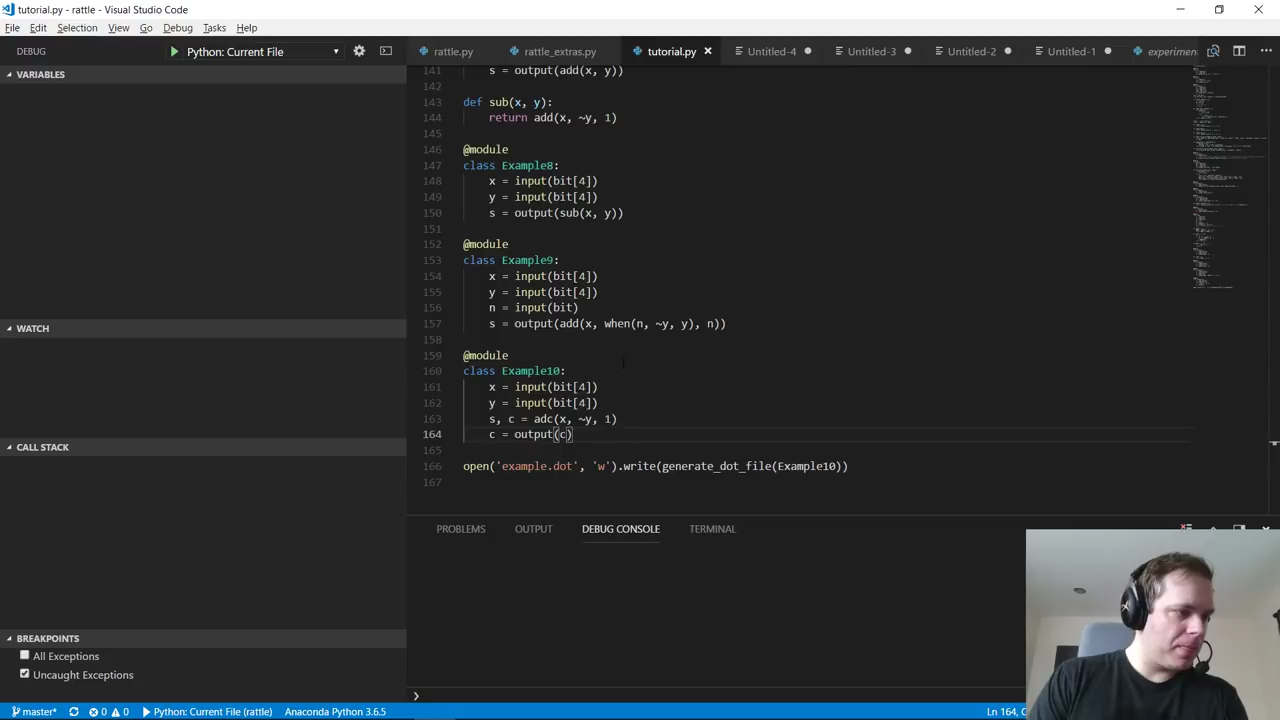 tutorial.py - rattle - Visual Studio Code
File Edit Selection View Go Debug Tasks Help
DEBUG Python: Current File
rattle.py rattle_extras.py tutorial.py Untitled-4 Untitled-3 Untitled-2 Untitled-1 experimen
VARIABLES
WATCH
CALL STACK
BREAKPOINTS
All Exceptions
Uncaught Exceptions
141 s = output(add(x, y))
142
143 def sub(x, y):
144 return add(x, ~y, 1)
145
146 @module
147 class Example8:
148 x = input(bit[4])
149 y = input(bit[4])
150 s = output(sub(x, y))
151
152 @module
153 class Example9:
154 x = input(bit[4])
155 y = input(bit[4])
156 n = input(bit)
157 s = output(add(x, when(n, ~y, y), n))
158
159 @module
160 class Example10:
161 x = input(bit[4])
162 y = input(bit[4])
163 s, c = adc(x, ~y, 1)
164 c = output(c)
165
166 open('example.dot', 'w').write(generate_dot_file(Example10))
167
PROBLEMS OUTPUT DEBUG CONSOLE TERMINAL
master* 0 0 Python: Current File (rattle) Anaconda Python 3.6.5 Ln 164,